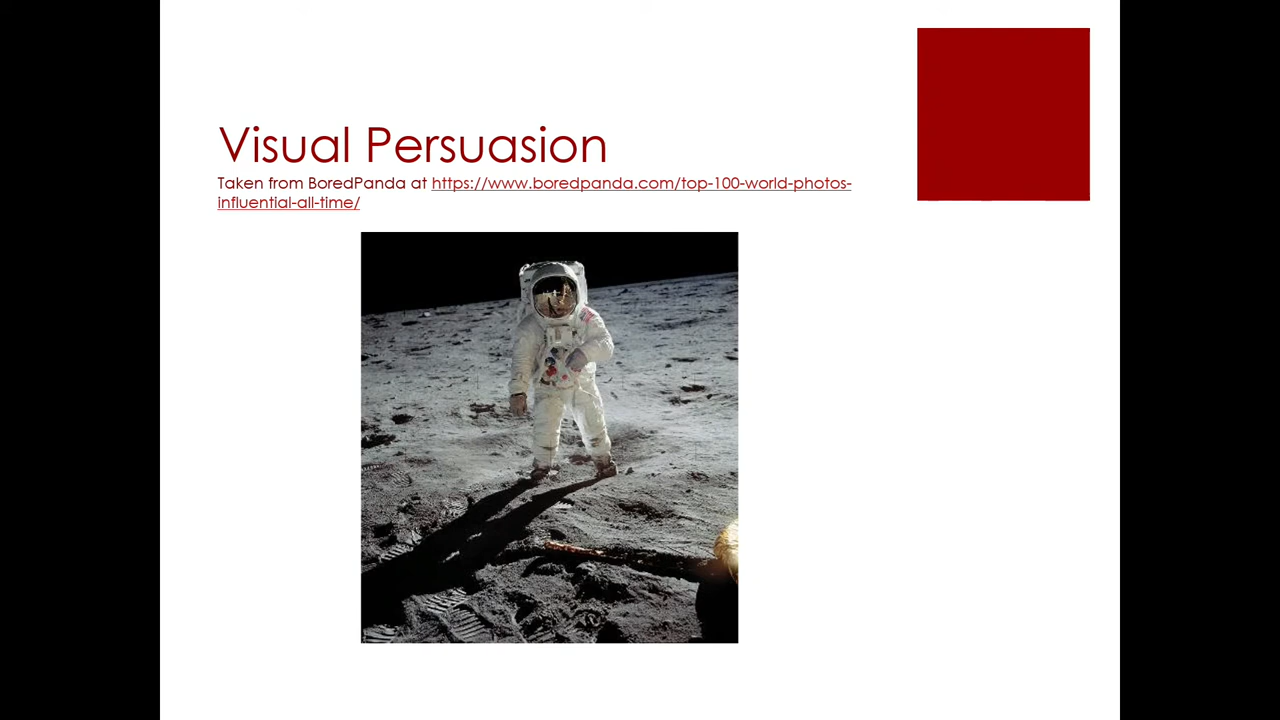 Visual Persuasion
Taken from BoredPanda at https://www.boredpanda.com/top-100-world-photos-
influential-all-time/